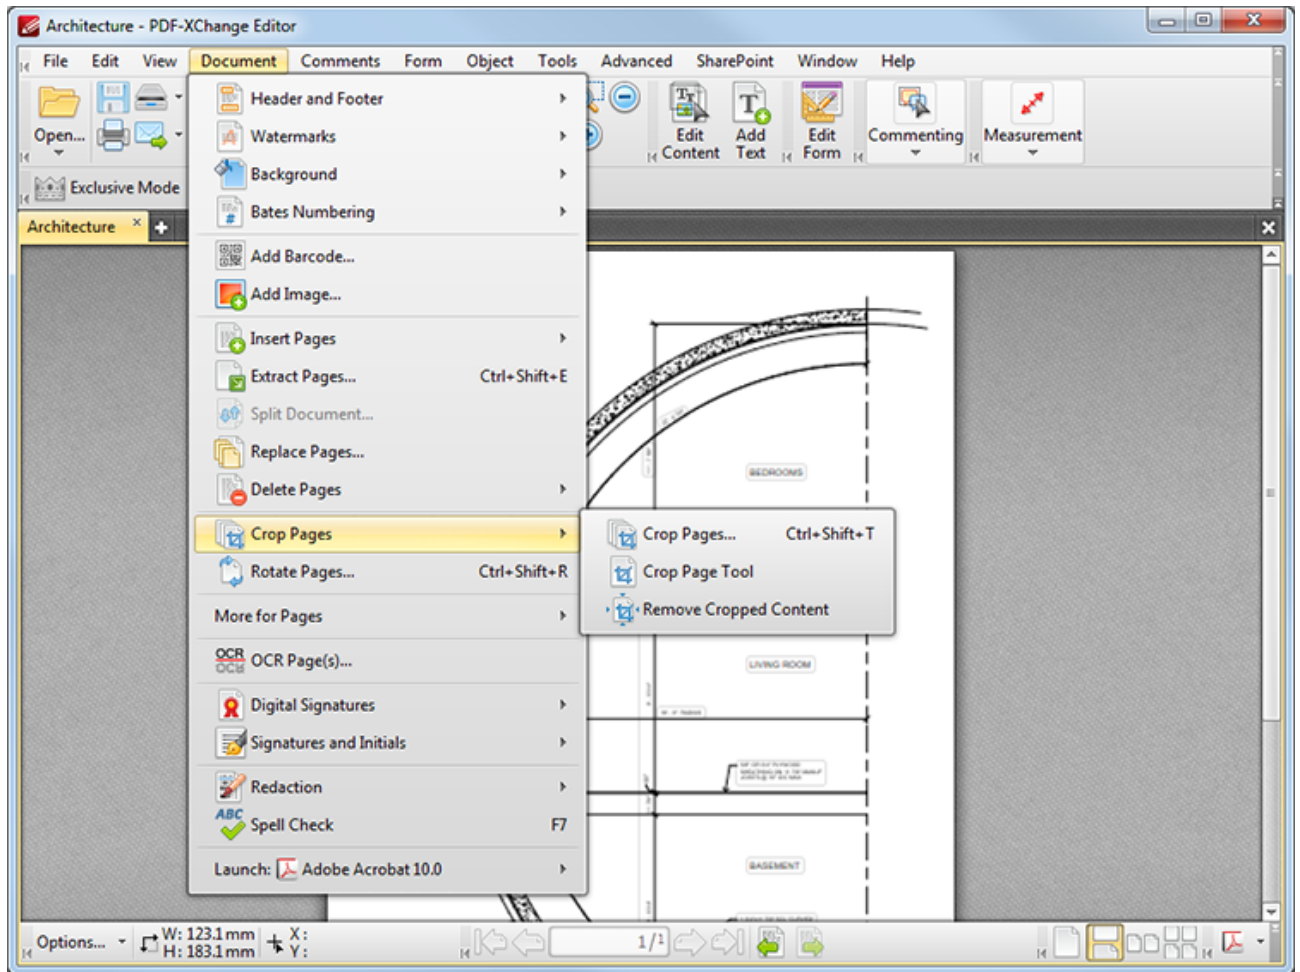 Architecture - PDF-XChange Editor
File Edit View Document Comments Form Object Tools Advanced SharePoint Window Help
Open...
Edit Content
Add Text
Edit Form
Commenting
Measurement
Exclusive Mode
Architecture
Header and Footer
Watermarks
Background
Bates Numbering
Add Barcode...
Add Image...
Insert Pages
Extract Pages... Ctrl+Shift+E
Split Document...
Replace Pages...
Delete Pages
Crop Pages
Rotate Pages... Ctrl+Shift+R
More for Pages
OCR OCR Page(s)...
Digital Signatures
Signatures and Initials
Redaction
ABC Spell Check F7
Launch: Adobe Acrobat 10.0
Crop Pages... Ctrl+Shift+T
Crop Page Tool
Remove Cropped Content
BEDROOMS
LIVING ROOM
BASEMENT
Options...
W: 123.1 mm
H: 183.1 mm
X:
Y:
1/1